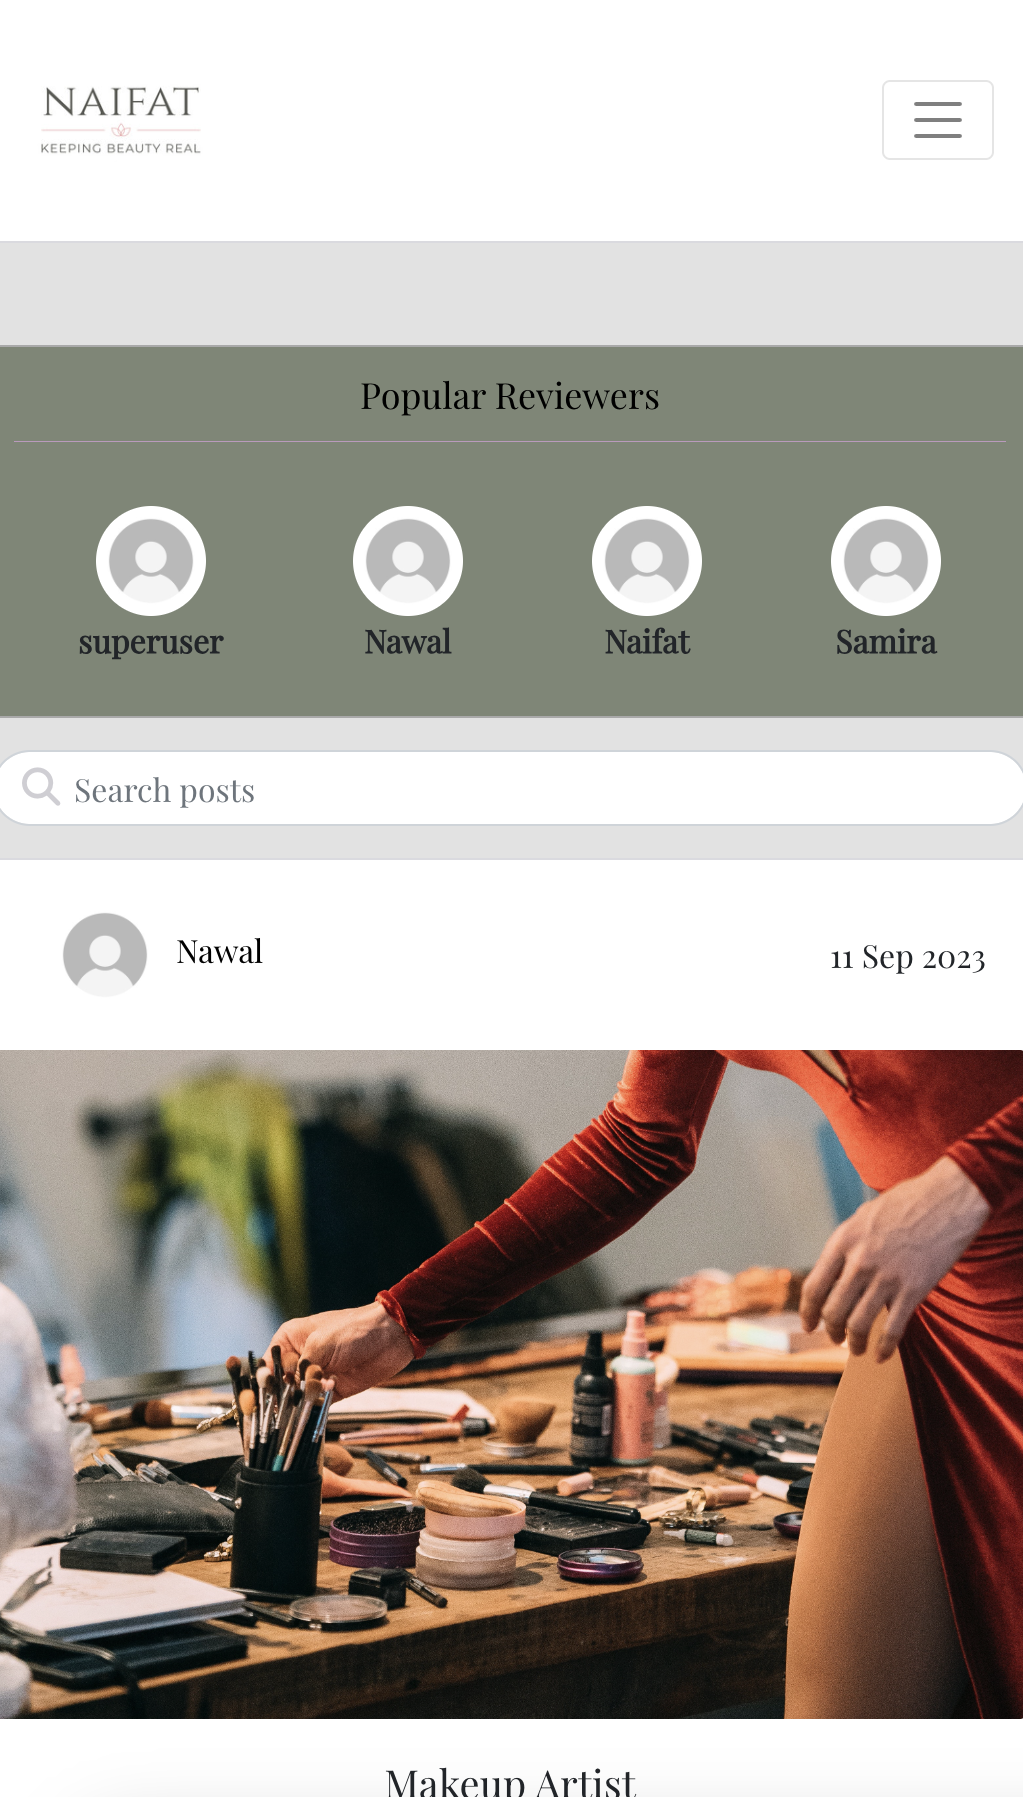 NAIFAT
KEEPING BEAUTY REAL
Popular Reviewers
superuser Nawal Naifat Samira
Search posts
Nawal 11 Sep 2023
Makeup Artist